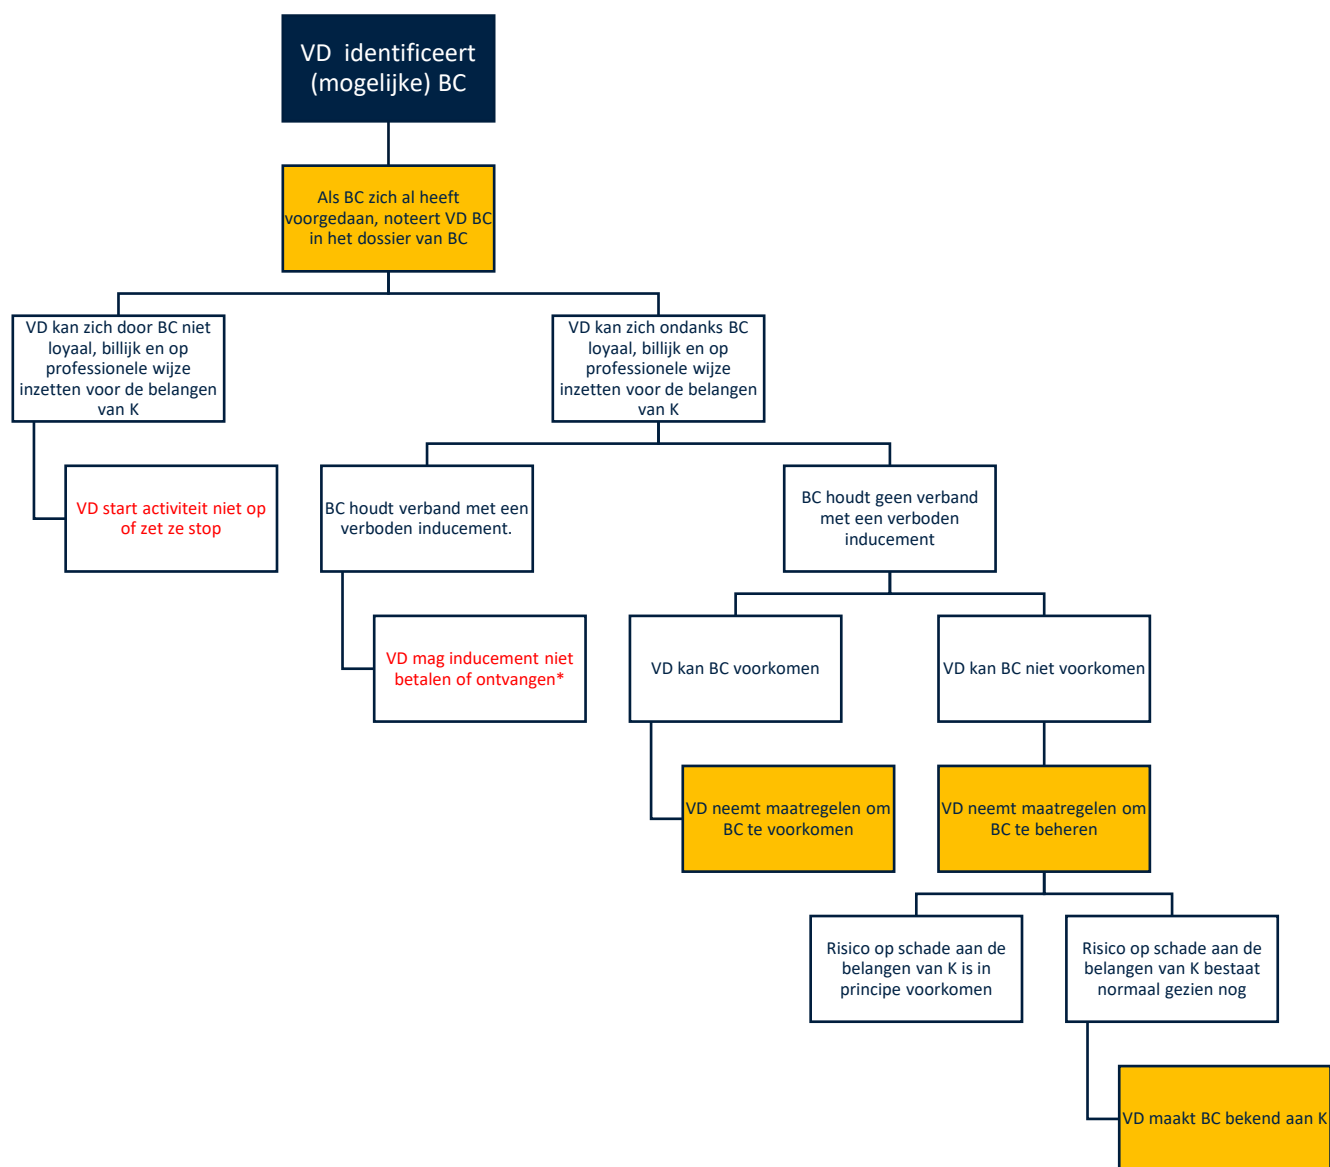 VD identificeert
(mogelijke) BC
Als BC zich al heeft
voorgedaan, noteert VD BC
in het dossier van BC
VD kan zich door BC niet
loyaal, billijk en op
professionele wijze
inzetten voor de belangen
van K
VD kan zich ondanks BC
loyaal, billijk en op
professionele wijze
inzetten voor de belangen
van K
VD start activiteit niet op
of zet ze stop
BC houdt verband met een
verboden inducement.
BC houdt geen verband
met een verboden
inducement
VD mag inducement niet
betalen of ontvangen*
VD kan BC voorkomen
VD kan BC niet voorkomen
VD neemt maatregelen om
BC te voorkomen
VD neemt maatregelen om
BC te beheren
Risico op schade aan de
belangen van K is in
principe voorkomen
Risico op schade aan de
belangen van K bestaat
normaal gezien nog
VD maakt BC bekend aan K